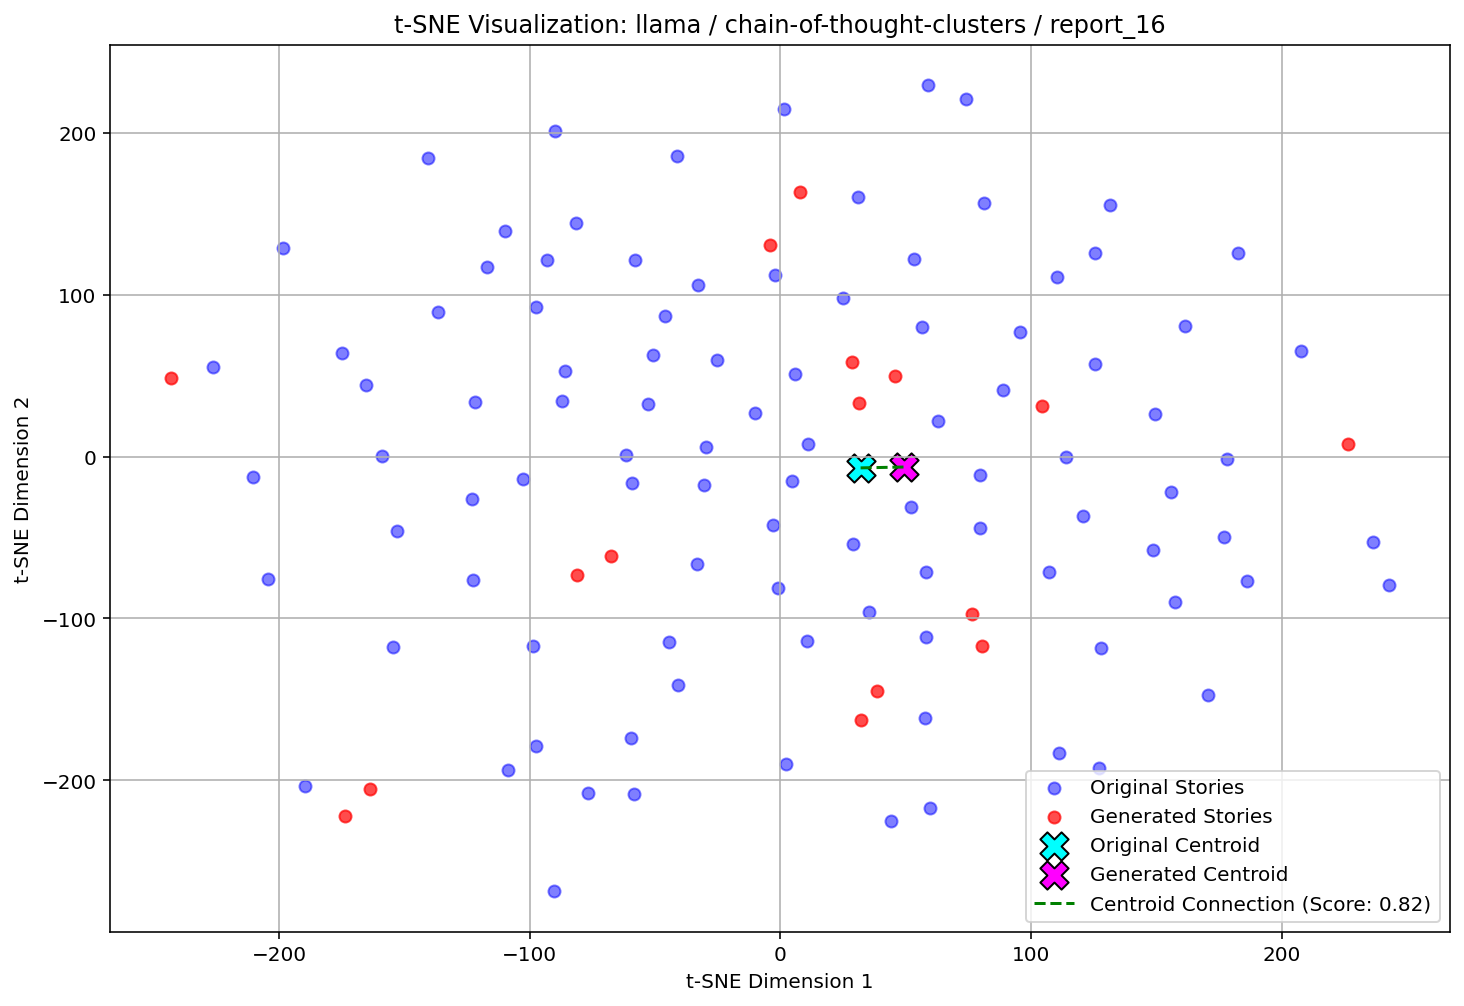 t-SNE Visualization: llama / chain-of-thought-clusters / report_16
200
100
0
−100
−200
t-SNE Dimension 2
−200
−100
0
100
200
t-SNE Dimension 1
Original Stories
Generated Stories
Original Centroid
Generated Centroid
Centroid Connection (Score: 0.82)